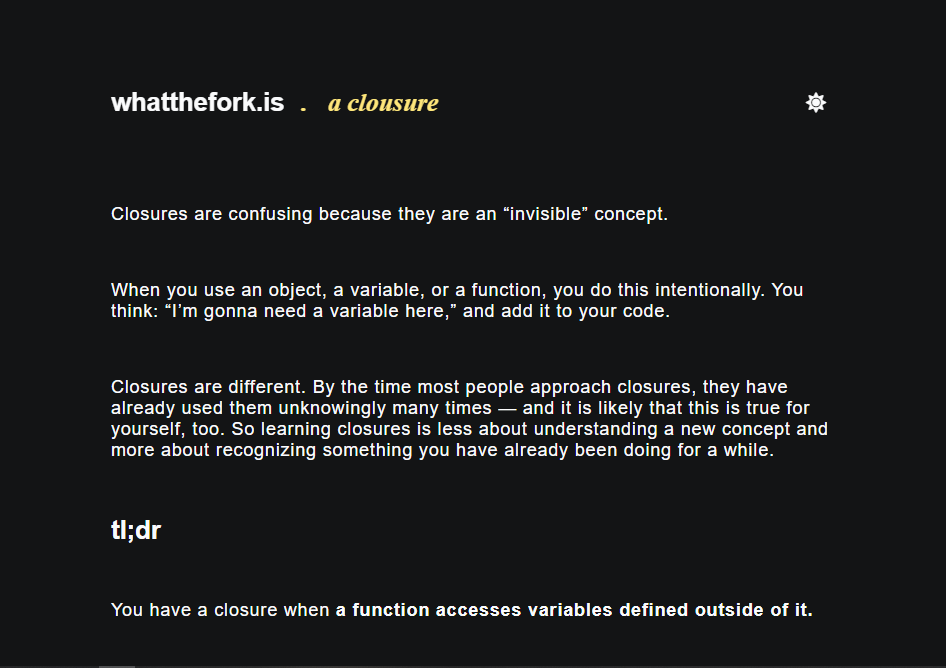 whatthefork.is . a clousure
Closures are confusing because they are an “invisible” concept.
When you use an object, a variable, or a function, you do this intentionally. You
think: “I’m gonna need a variable here,” and add it to your code.
Closures are different. By the time most people approach closures, they have
already used them unknowingly many times — and it is likely that this is true for
yourself, too. So learning closures is less about understanding a new concept and
more about recognizing something you have already been doing for a while.
tl;dr
You have a closure when a function accesses variables defined outside of it.